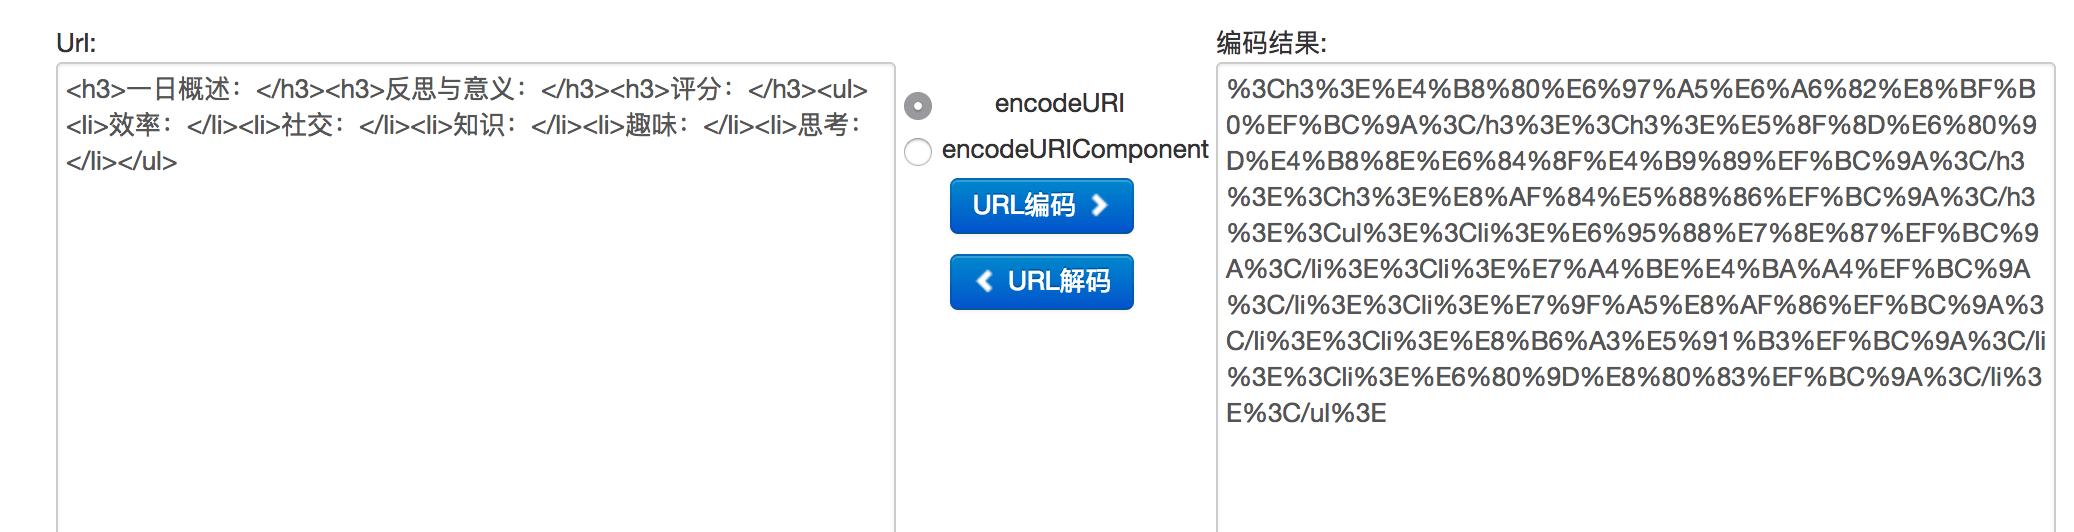 Url:
<h3>一日概述：</h3><h3>反思与意义：</h3><h3>评分：</h3><ul>
<li>效率：</li><li>社交：</li><li>知识：</li><li>趣味：</li><li>思考：
</li></ul>
encodeURI
encodeURIComponent
URL编码
URL解码
编码结果:
%3Ch3%3E%E4%B8%80%E6%97%A5%E6%A6%82%E8%BF%B
0%EF%BC%9A%3C/h3%3E%3Ch3%3E%E5%8F%8D%E6%80%9
D%E4%B8%8E%E6%84%8F%E4%B9%89%EF%BC%9A%3C/h3
%3E%3Ch3%3E%E8%AF%84%E5%88%86%EF%BC%9A%3C/h3
%3E%3Cul%3E%3Cli%3E%E6%95%88%E7%8E%87%EF%BC%9
A%3C/li%3E%3Cli%3E%E7%A4%BE%E4%BA%A4%EF%BC%9A
%3C/li%3E%3Cli%3E%E7%9F%A5%E8%AF%86%EF%BC%9A%3
C/li%3E%3Cli%3E%E8%B6%A3%E5%91%B3%EF%BC%9A%3C/li
%3E%3Cli%3E%E6%80%9D%E8%80%83%EF%BC%9A%3C/li%3
E%3C/ul%3E